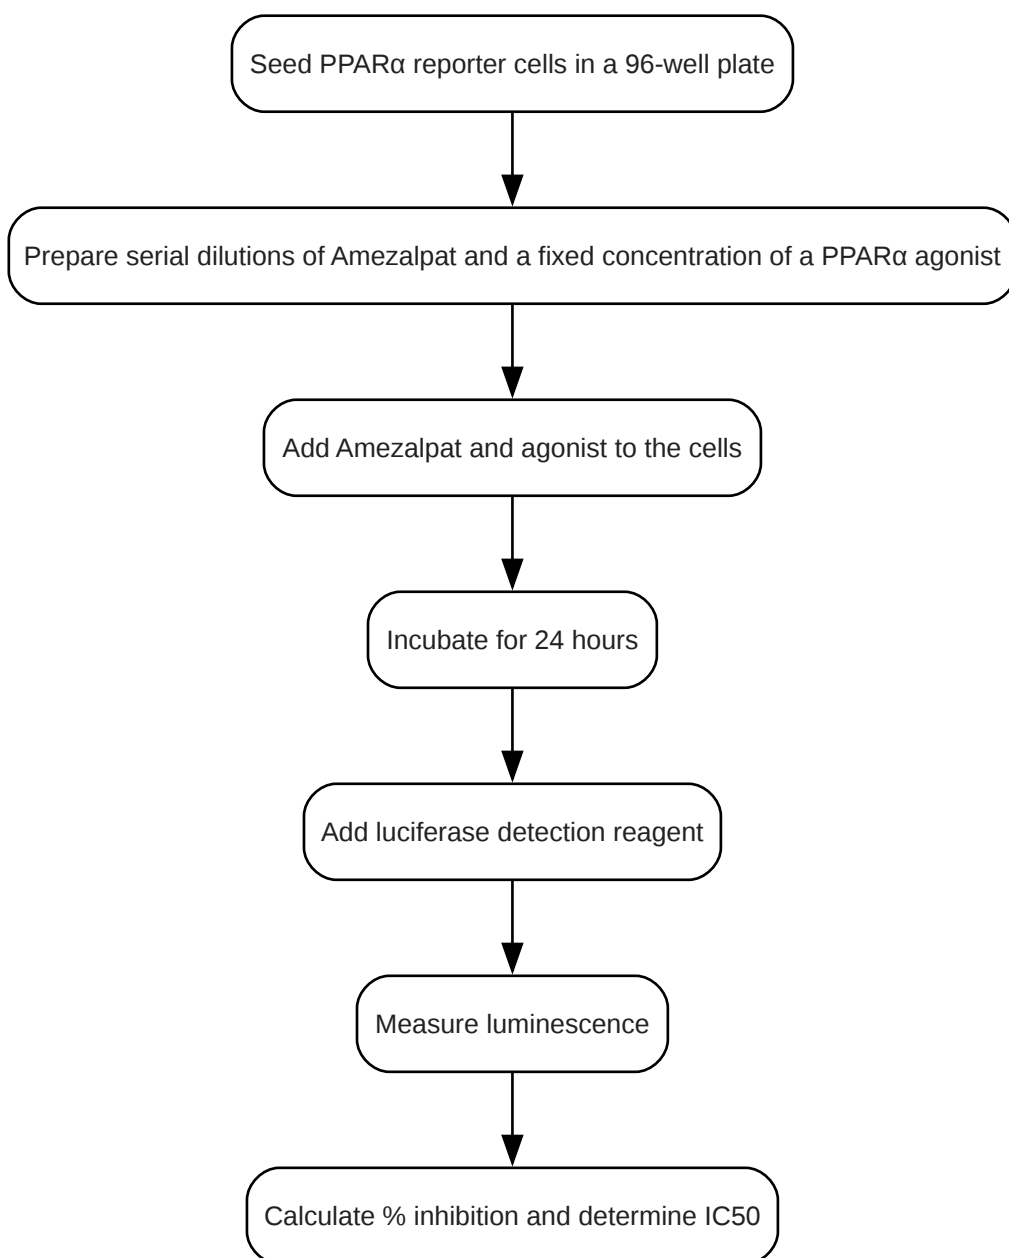 Seed PPARα reporter cells in a 96-well plate
Prepare serial dilutions of Amezalpat and a fixed concentration of a PPARα agonist
Add Amezalpat and agonist to the cells
Incubate for 24 hours
Add luciferase detection reagent
Measure luminescence
Calculate % inhibition and determine IC50